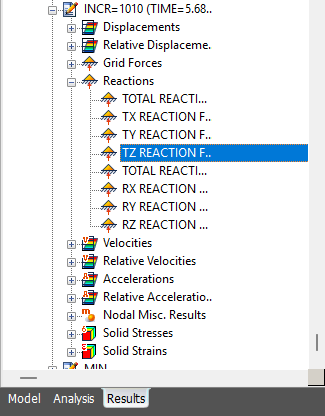 INCR=1010 (TIME=5.68..
Displacements
Relative Displaceme.
Grid Forces
Reactions
TOTAL REACTI...
TX REACTION F..
TY REACTION F..
TZ REACTION F..
TOTAL REACTI...
RX REACTION ...
RY REACTION ...
RZ REACTION ...
Velocities
Relative Velocities
Accelerations
Relative Acceleratio..
Nodal Misc. Results
Solid Stresses
Solid Strains
MIN
Model Analysis Results